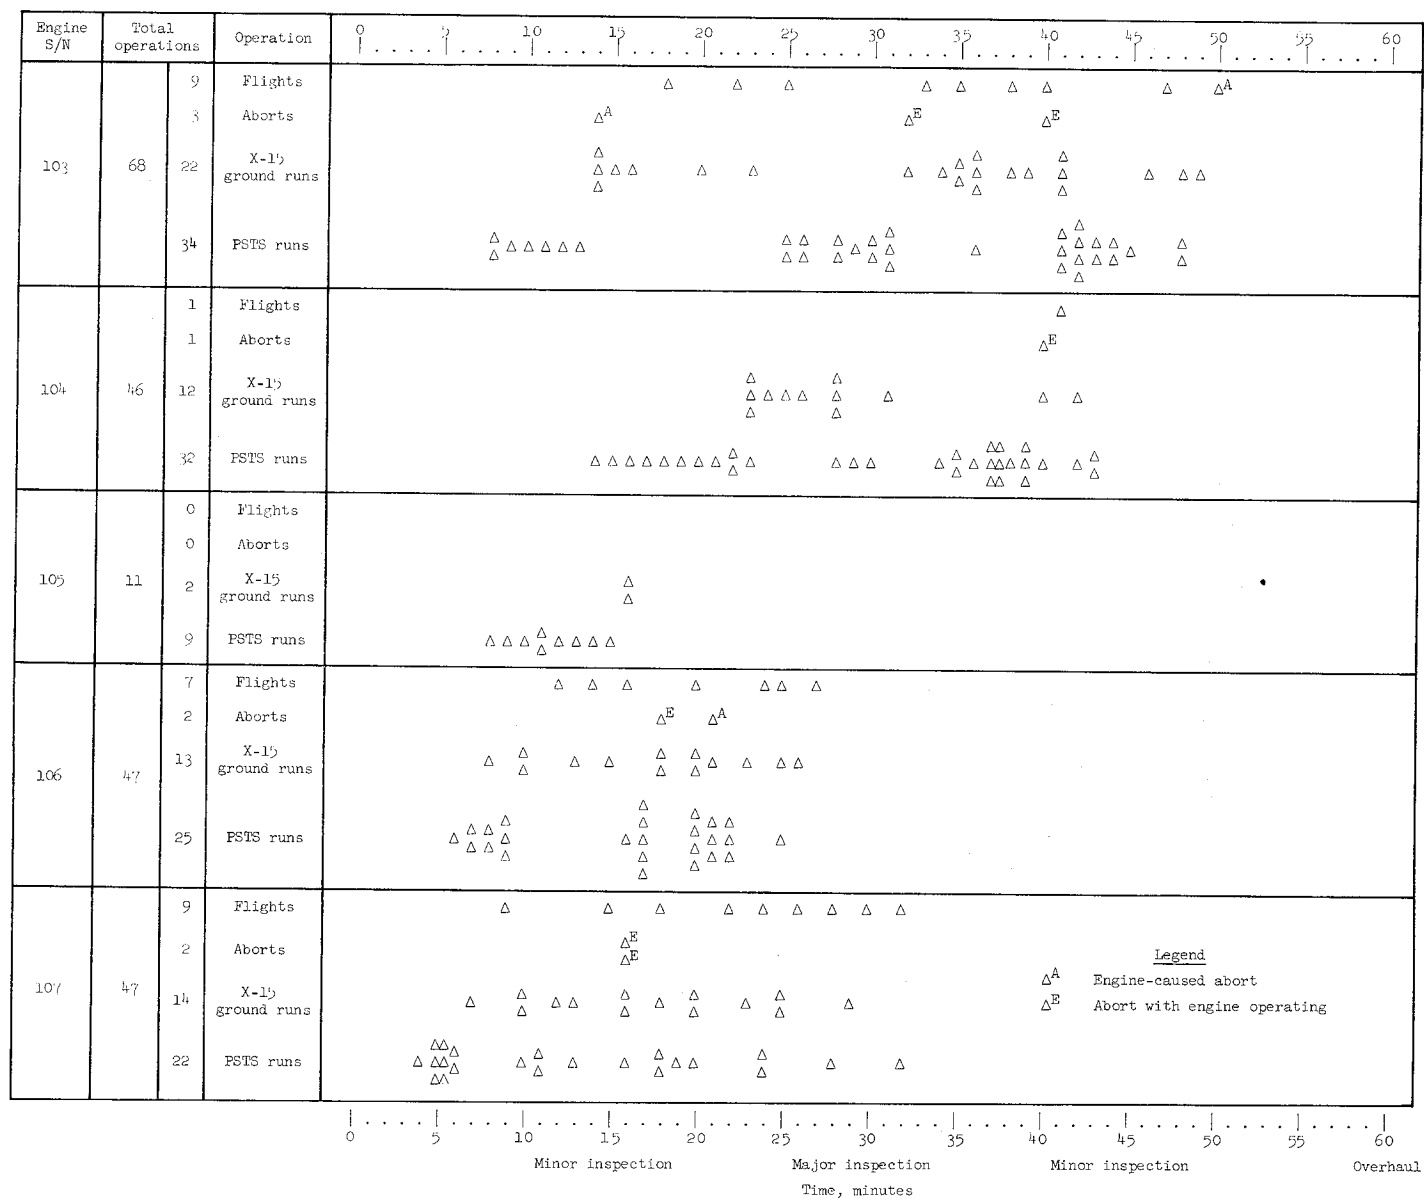 Engine S/N Total operations Operation 0 5 10 15 20 25 30 35 40 45 50 55 60
9 Flights A
3 Aborts A E E
103 68 22 X-15 ground runs
34 PSTS runs
1 Flights
1 Aborts E
104 46 12 X-15 ground runs
32 PSTS runs
0 Flights
0 Aborts
105 11 2 X-15 ground runs
9 PSTS runs
7 Flights
2 Aborts E A
106 47 13 X-15 ground runs
25 PSTS runs
9 Flights
2 Aborts E E
107 47 14 X-15 ground runs
22 PSTS runs
Legend
A Engine-caused abort
E Abort with engine operating
0 5 10 15 20 25 30 35 40 45 50 55 60
Minor inspection Major inspection Minor inspection Overhaul
Time, minutes